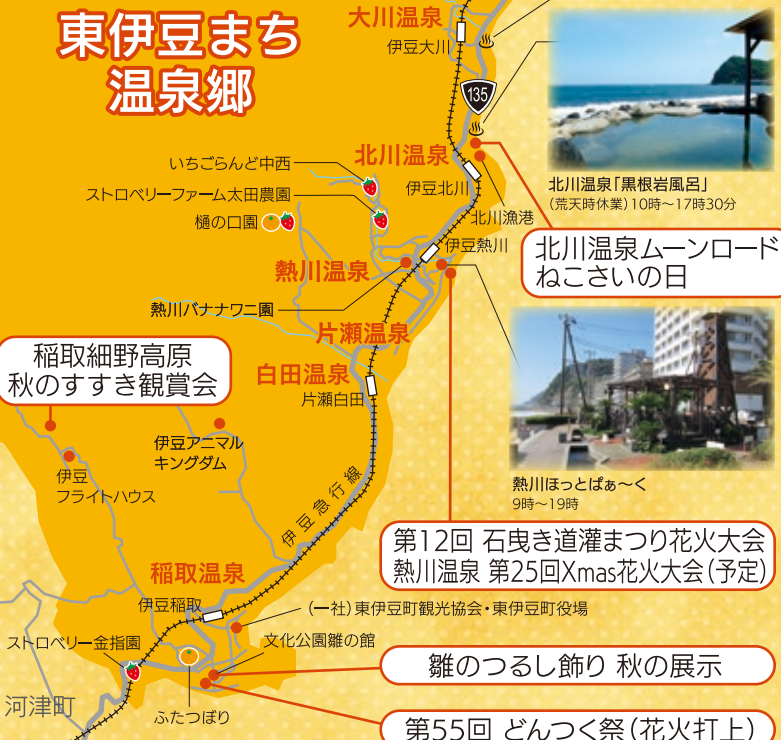 東伊豆まち
温泉郷
大川温泉
伊豆大川
135
北川温泉「黒根岩風呂」
（荒天時休業）10時～17時30分
北川温泉
いちごらんど中西
伊豆北川
ストロベリーファーム太田農園
樋の口園
北川漁港
北川温泉ムーンロード
ねこさいの日
伊豆熱川
熱川温泉
熱川バナナワニ園
片瀬温泉
稲取細野高原
秋のすすき観賞会
白田温泉
片瀬白田
伊豆アニマル
キングダム
伊豆
フライトハウス
熱川ほっとぱぁ～く
9時～19時
伊豆急行線
第12回 石曳き道灌まつり花火大会
熱川温泉 第25回Xmas花火大会（予定）
稲取温泉
伊豆稲取
（一社）東伊豆町観光協会・東伊豆町役場
ストロベリー金指園
文化公園雛の館
雛のつるし飾り 秋の展示
河津町
ふたつぼり
第55回 どんつく祭（花火打上）